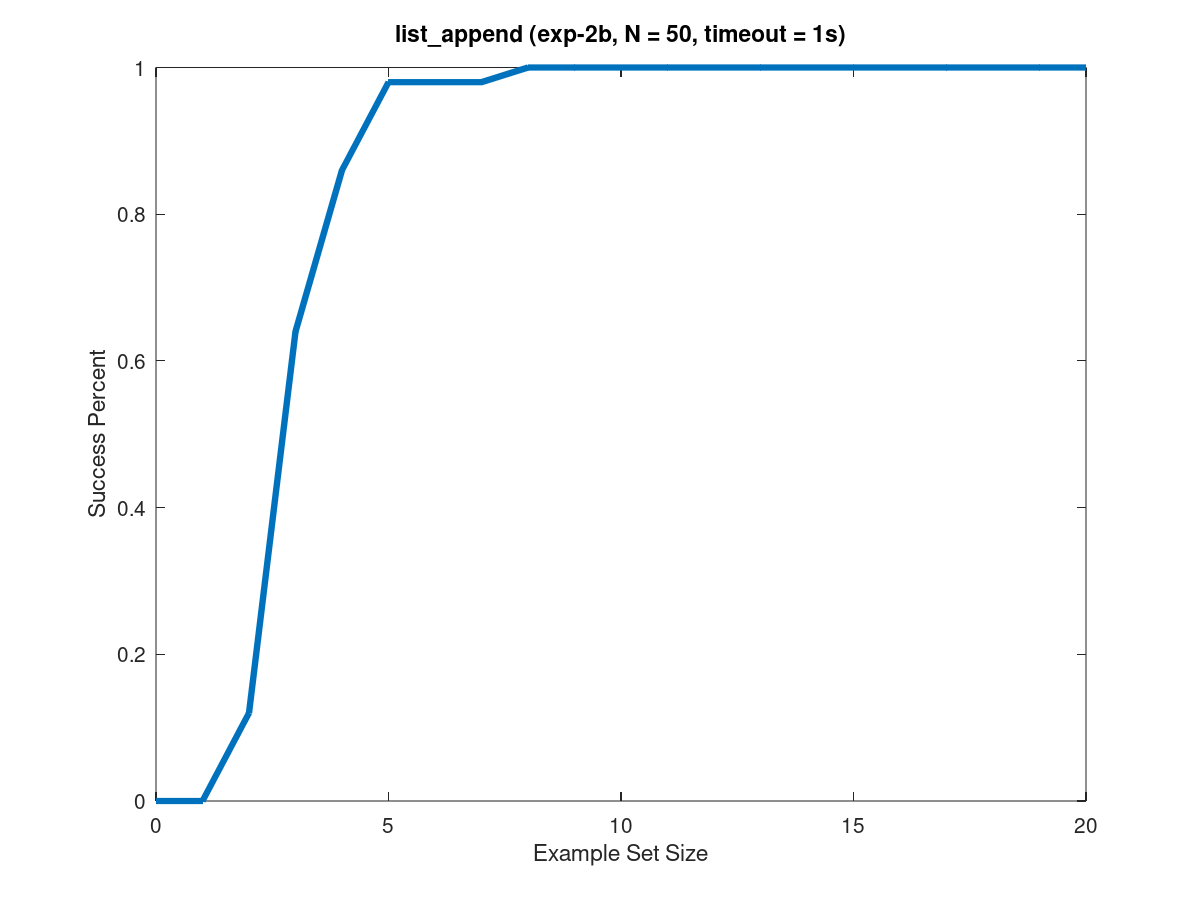 list_append (exp-2b, N = 50, timeout = 1s)
1
0.8
0.6
0.4
0.2
0
Success Percent
0 5 10 15 20
Example Set Size